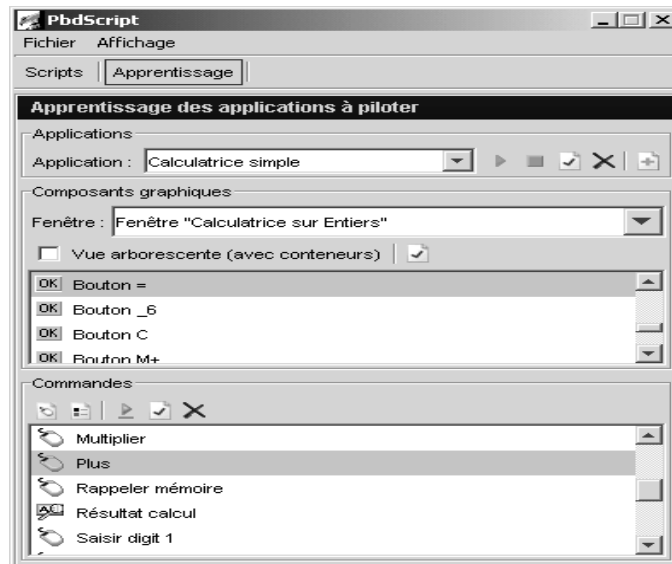 PbdScript
Fichier Affichage
Scripts Apprentissage
Apprentissage des applications à piloter
Applications
Application : Calculatrice simple
Composants graphiques
Fenêtre : Fenêtre "Calculatrice sur Entiers"
Vue arborescente (avec conteneurs)
OK Bouton =
OK Bouton _6
OK Bouton C
OK Bouton M+
Commandes
Multiplier
Plus
Rappeler mémoire
Résultat calcul
Saisir digit 1